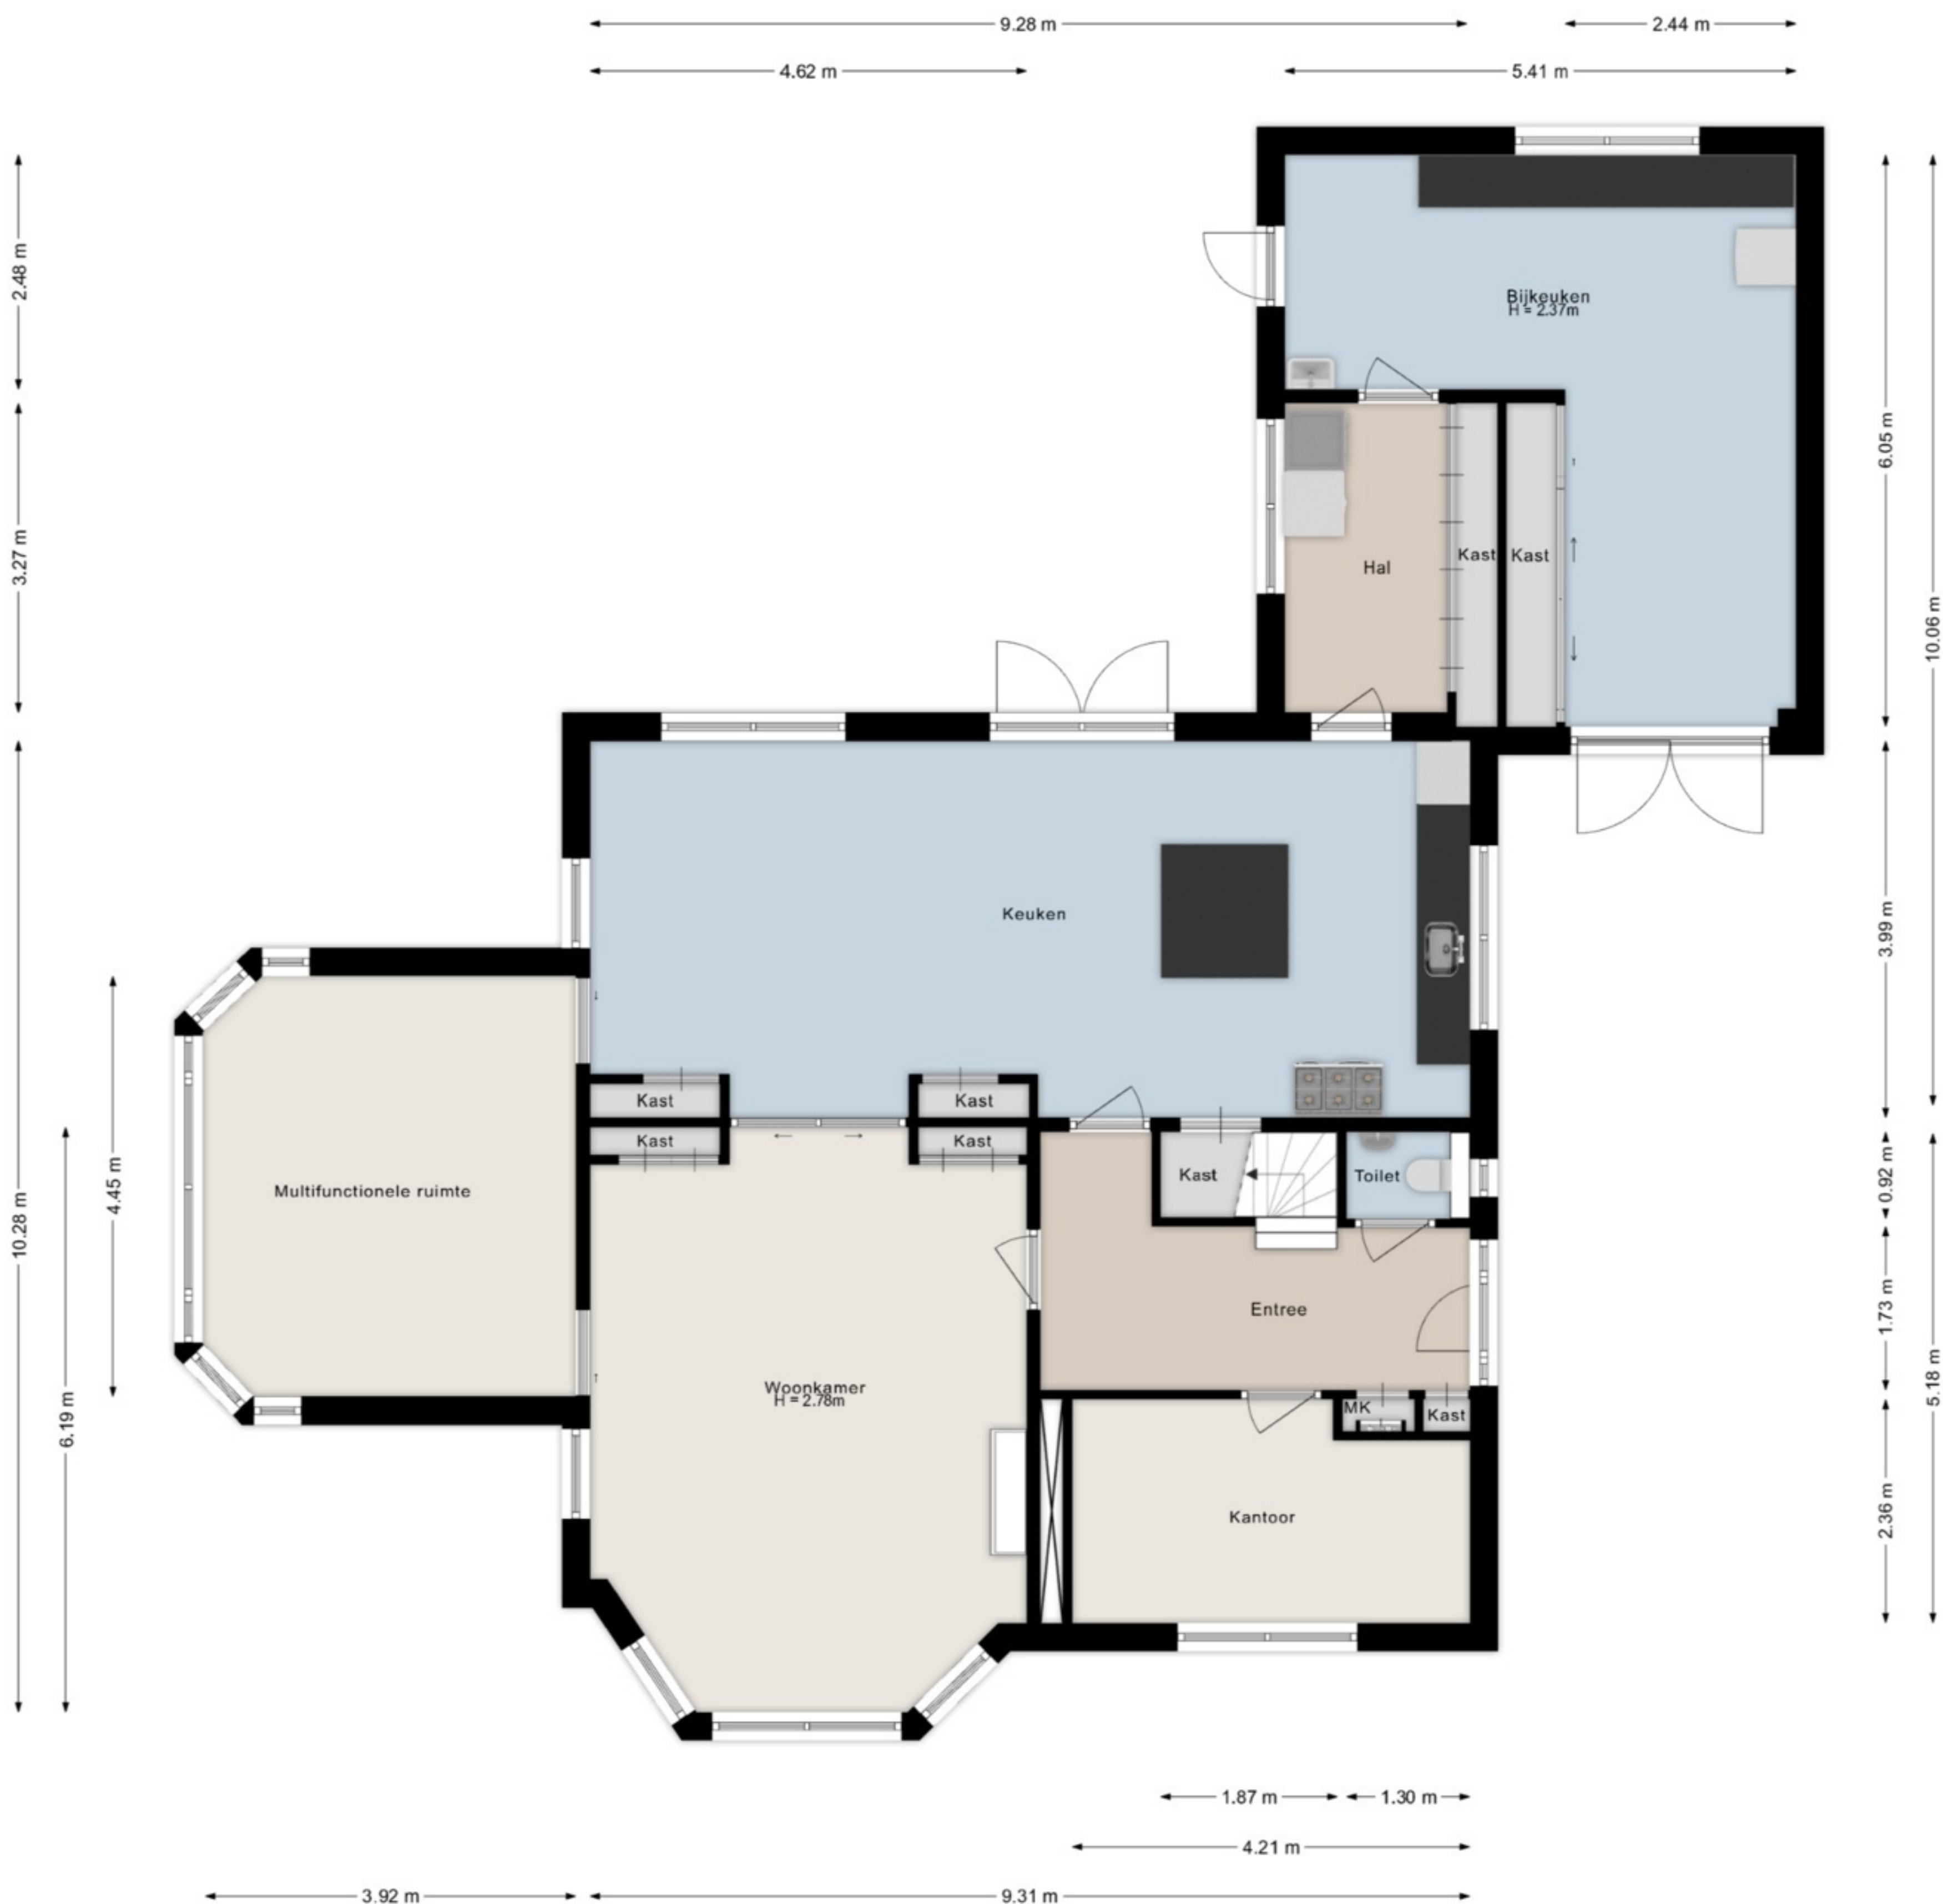 9.28 m
2.44 m
4.62 m
5.41 m
2.48 m
Bijkeuken
H = 2.37m
6.05 m
3.27 m
Kast
Kast
Hal
10.06 m
Keuken
3.99 m
Kast
Kast
Kast
Kast
4.45 m
Multifunctionele ruimte
Kast
Toilet
0.92 m
10.28 m
Entree
1.73 m
5.18 m
Woonkamer
H = 2.78m
6.19 m
MK
Kast
Kantoor
2.36 m
1.87 m
1.30 m
4.21 m
3.92 m
9.31 m